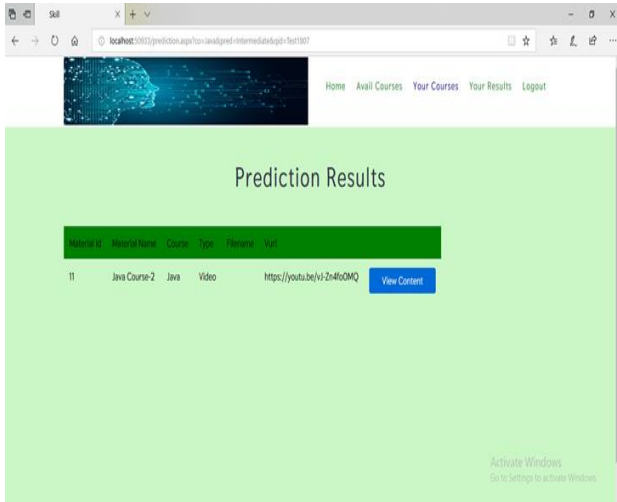 Skill
localhost:50933/prediction.aspx?co=Java&pred=Intermediate&qid=Test1807
Home Avail Courses Your Courses Your Results Logout
Prediction Results
Material Id Material Name Course Type Filename Vurl
11 Java Course-2 Java Video https://youtu.be/vJ-Zn4foOMQ View Content
Activate Windows
Go to Settings to activate Windows.